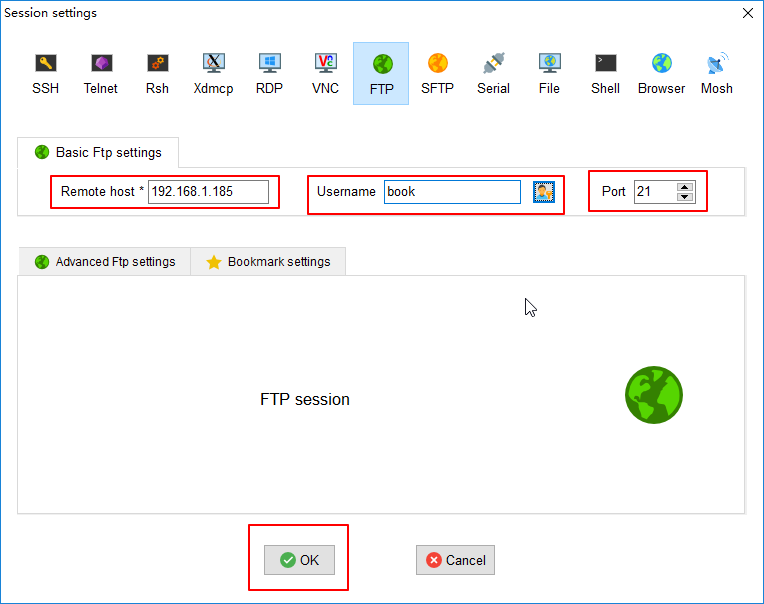 Session settings
SSH Telnet Rsh Xdmcp RDP VNC FTP SFTP Serial File Shell Browser Mosh
Basic Ftp settings
Remote host * 192.168.1.185 Username book Port 21
Advanced Ftp settings Bookmark settings
FTP session
OK Cancel